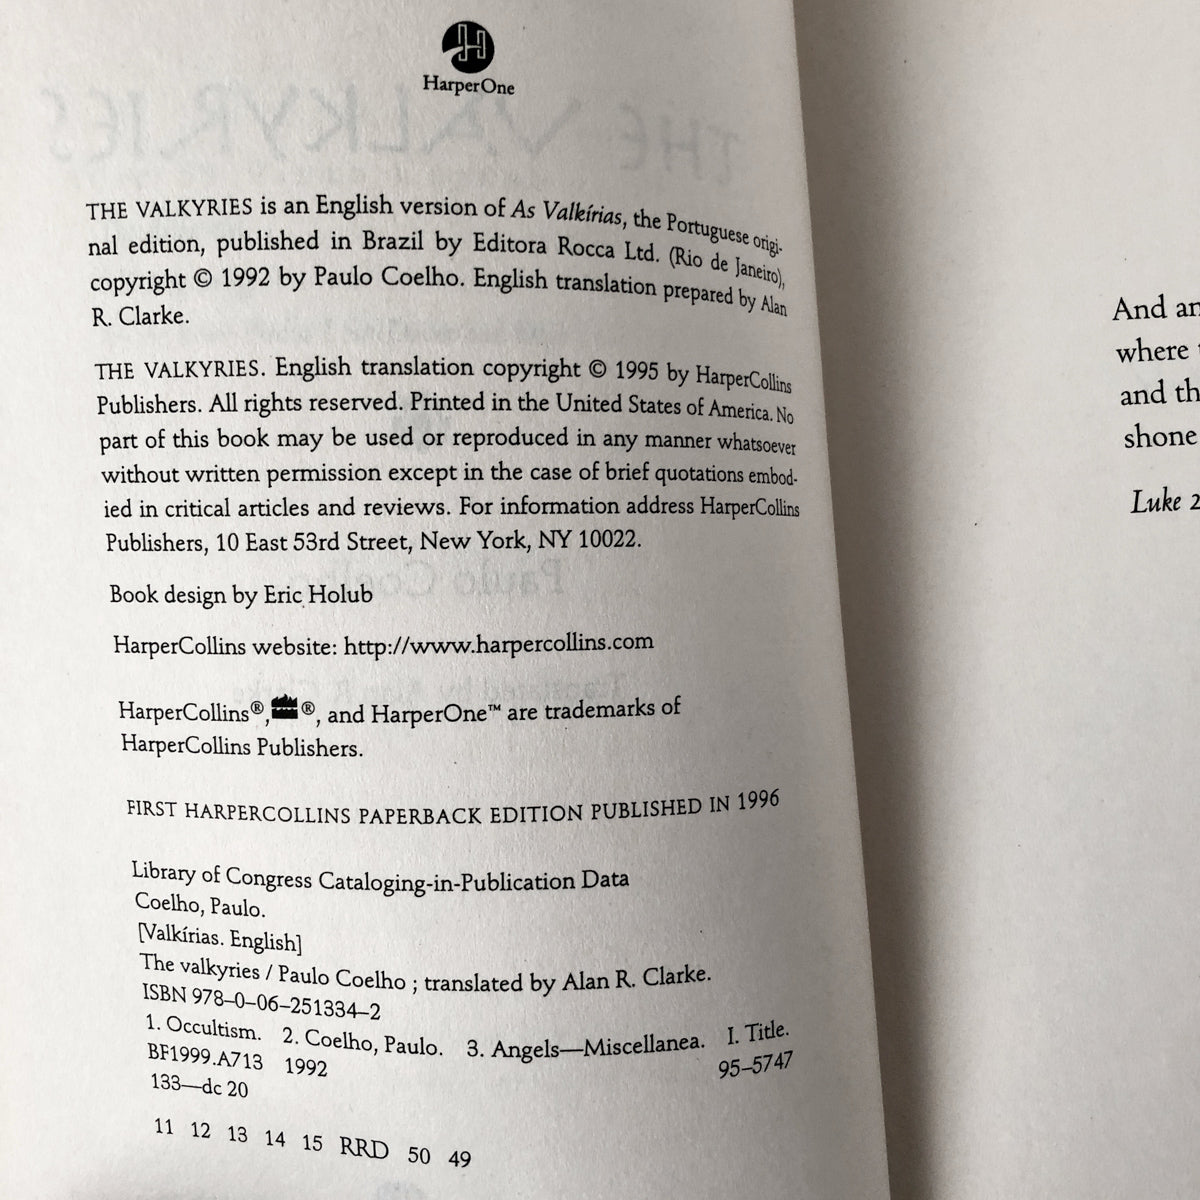 HarperOne
THE VALKYRIES is an English version of As Valkírias, the Portuguese origi-
nal edition, published in Brazil by Editora Rocca Ltd. (Rio de Janeiro),
copyright © 1992 by Paulo Coelho. English translation prepared by Alan
R. Clarke.
THE VALKYRIES. English translation copyright © 1995 by HarperCollins
Publishers. All rights reserved. Printed in the United States of America. No
part of this book may be used or reproduced in any manner whatsoever
without written permission except in the case of brief quotations embod-
ied in critical articles and reviews. For information address HarperCollins
Publishers, 10 East 53rd Street, New York, NY 10022.
Book design by Eric Holub
HarperCollins website: http://www.harpercollins.com
HarperCollins®, ®, and HarperOne™ are trademarks of
HarperCollins Publishers.
FIRST HARPERCOLLINS PAPERBACK EDITION PUBLISHED IN 1996
Library of Congress Cataloging-in-Publication Data
Coelho, Paulo.
[Valkírias. English]
The valkyries / Paulo Coelho ; translated by Alan R. Clarke.
ISBN 978–0–06–251334–2
1. Occultism. 2. Coelho, Paulo. 3. Angels—Miscellanea. I. Title.
BF1999.A713 1992 95–5747
133—dc 20
11 12 13 14 15 RRD 50 49
And
where
and
shone
Luke 2